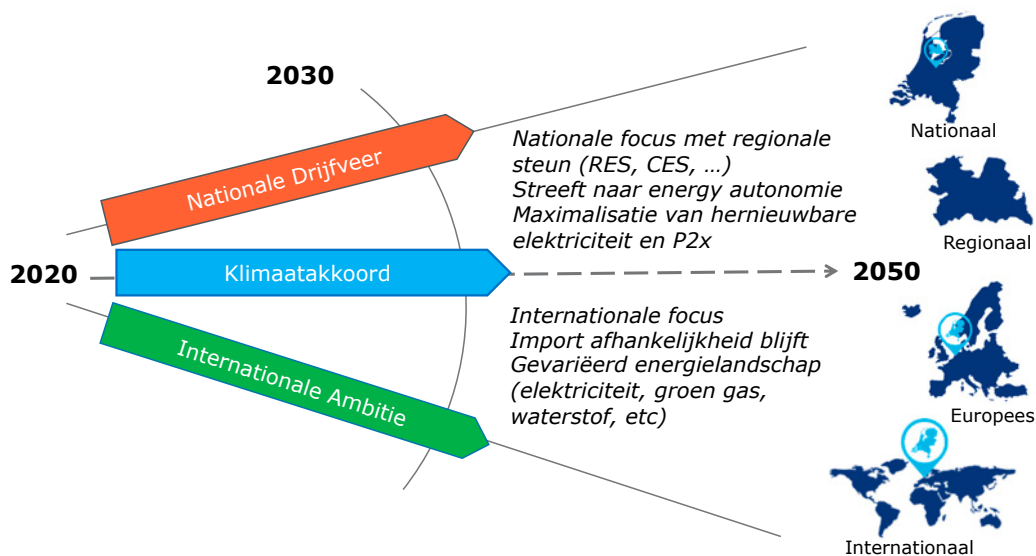 2030
Nationale Drijfveer
2020
Klimaatakkoord
Internationale Ambitie
Nationale focus met regionale
steun (RES, CES, …)
Streeft naar energy autonomie
Maximalisatie van hernieuwbare
elektriciteit en P2x
2050
Internationale focus
Import afhankelijkheid blijft
Gevariëerd energielandschap
(elektriciteit, groen gas,
waterstof, etc)
Nationaal
Regionaal
Europees
Internationaal